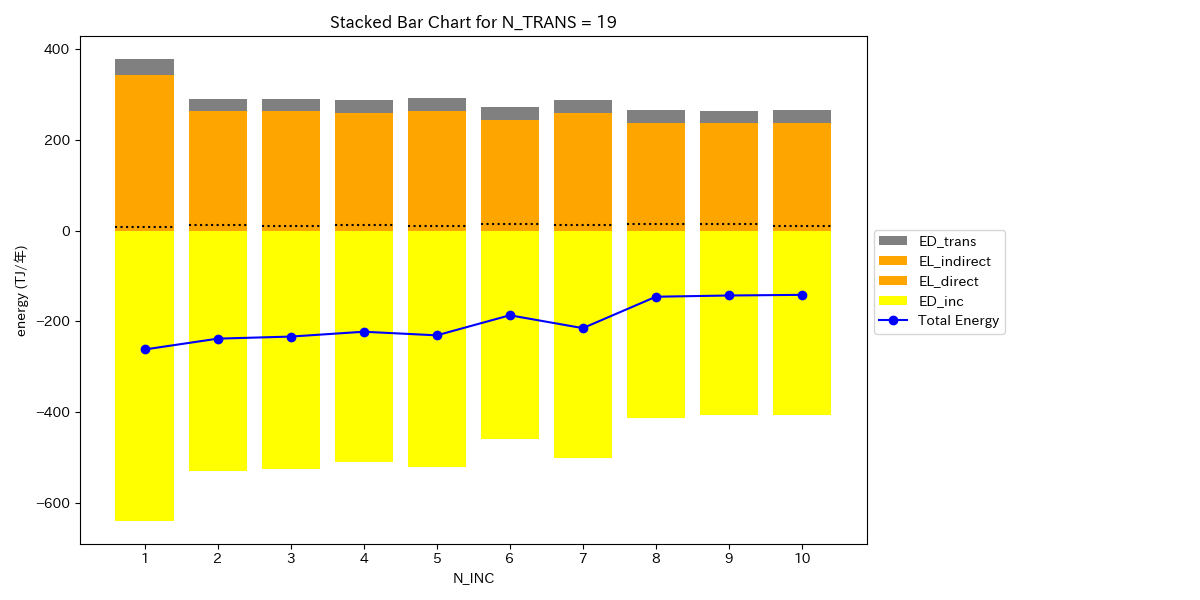 Stacked Bar Chart for N_TRANS = 19
energy (TJ/年)
400
200
0
−200
−400
−600
1 2 3 4 5 6 7 8 9 10
N_INC
ED_trans
EL_indirect
EL_direct
ED_inc
Total Energy